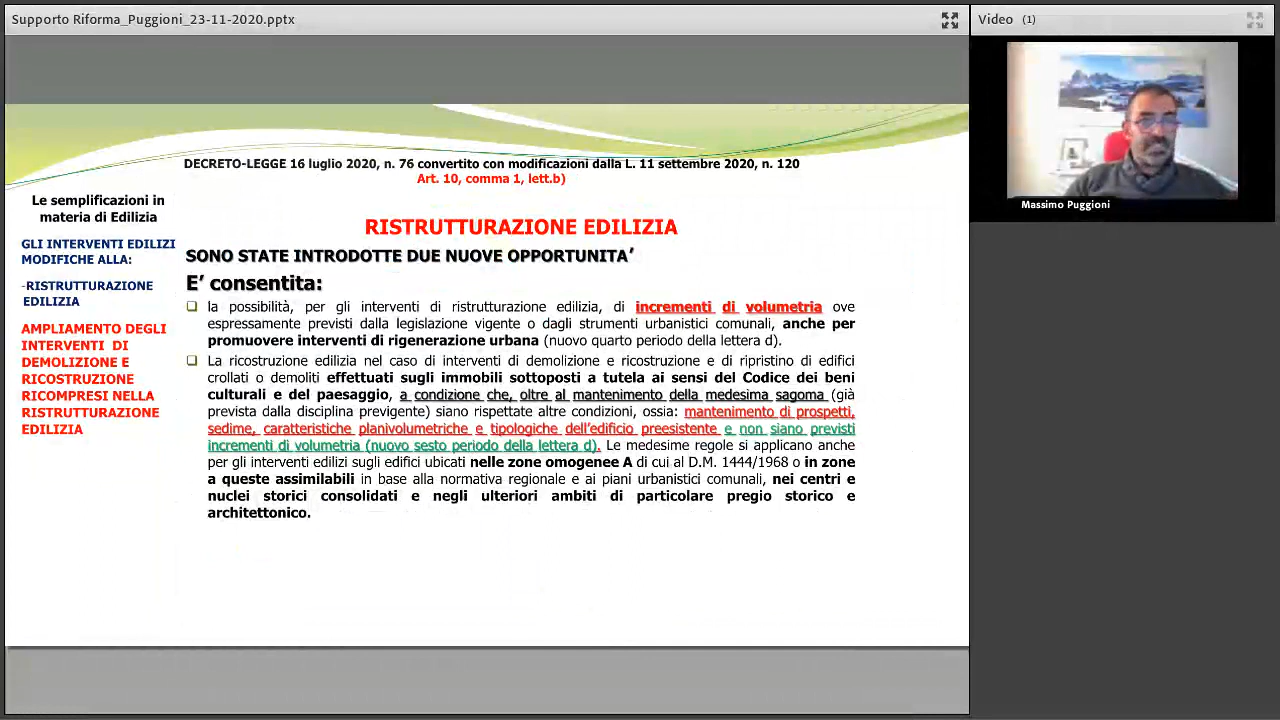 Supporto Riforma_Puggioni_23-11-2020.pptx
Video (1)
Massimo Puggioni
DECRETO-LEGGE 16 luglio 2020, n. 76 convertito con modificazioni dalla L. 11 settembre 2020, n. 120
Art. 10, comma 1, lett.b)
Le semplificazioni in
materia di Edilizia
GLI INTERVENTI EDILIZI
MODIFICHE ALLA:
-RISTRUTTURAZIONE
EDILIZIA
AMPLIAMENTO DEGLI
INTERVENTI DI
DEMOLIZIONE E
RICOSTRUZIONE
RICOMPRESI NELLA
RISTRUTTURAZIONE
EDILIZIA
RISTRUTTURAZIONE EDILIZIA
SONO STATE INTRODOTTE DUE NUOVE OPPORTUNITA’
E’ consentita:
la possibilità, per gli interventi di ristrutturazione edilizia, di incrementi di volumetria ove
espressamente previsti dalla legislazione vigente o dagli strumenti urbanistici comunali, anche per
promuovere interventi di rigenerazione urbana (nuovo quarto periodo della lettera d).
La ricostruzione edilizia nel caso di interventi di demolizione e ricostruzione e di ripristino di edifici
crollati o demoliti effettuati sugli immobili sottoposti a tutela ai sensi del Codice dei beni
culturali e del paesaggio, a condizione che, oltre al mantenimento della medesima sagoma (già
prevista dalla disciplina previgente) siano rispettate altre condizioni, ossia: mantenimento di prospetti,
sedime, caratteristiche planivolumetriche e tipologiche dell’edificio preesistente e non siano previsti
incrementi di volumetria (nuovo sesto periodo della lettera d). Le medesime regole si applicano anche
per gli interventi edilizi sugli edifici ubicati nelle zone omogenee A di cui al D.M. 1444/1968 o in zone
a queste assimilabili in base alla normativa regionale e ai piani urbanistici comunali, nei centri e
nuclei storici consolidati e negli ulteriori ambiti di particolare pregio storico e
architettonico.